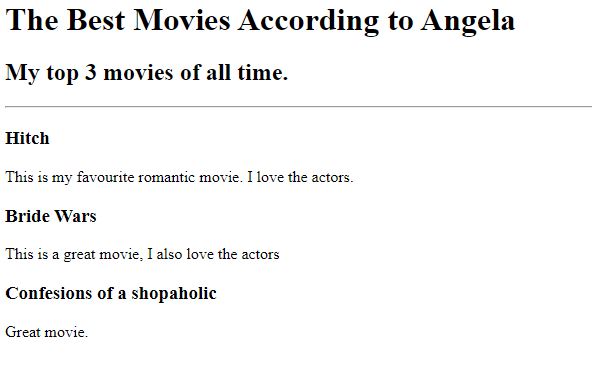 The Best Movies According to Angela
My top 3 movies of all time.
Hitch
This is my favourite romantic movie. I love the actors.
Bride Wars
This is a great movie, I also love the actors
Confesions of a shopaholic
Great movie.